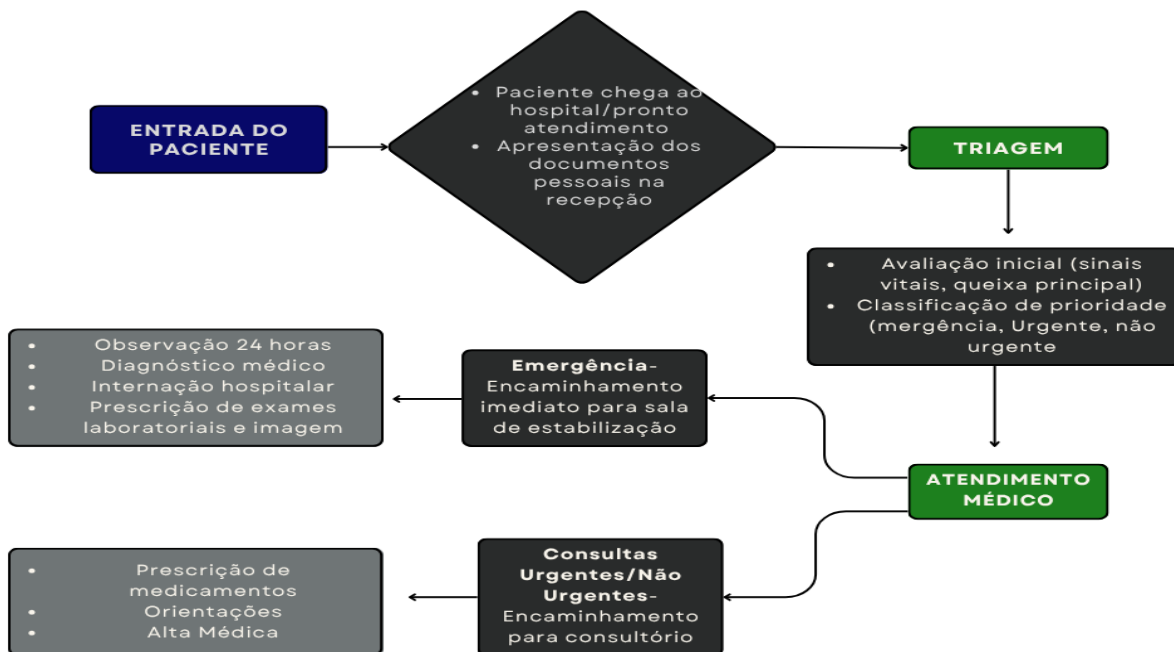 ENTRADA DO
PACIENTE
• Paciente chega ao
hospital/pronto
atendimento
• Apresentação dos
documentos
pessoais na
recepção
TRIAGEM
• Avaliação inicial (sinais
vitais, queixa principal)
• Classificação de prioridade
(mergência, Urgente, não
urgente
ATENDIMENTO
MÉDICO
Emergência-
Encaminhamento
imediato para sala
de estabilização
• Observação 24 horas
• Diagnóstico médico
• Internação hospitalar
• Prescrição de exames
laboratoriais e imagem
Consultas
Urgentes/Não
Urgentes-
Encaminhamento
para consultório
• Prescrição de
medicamentos
• Orientações
• Alta Médica